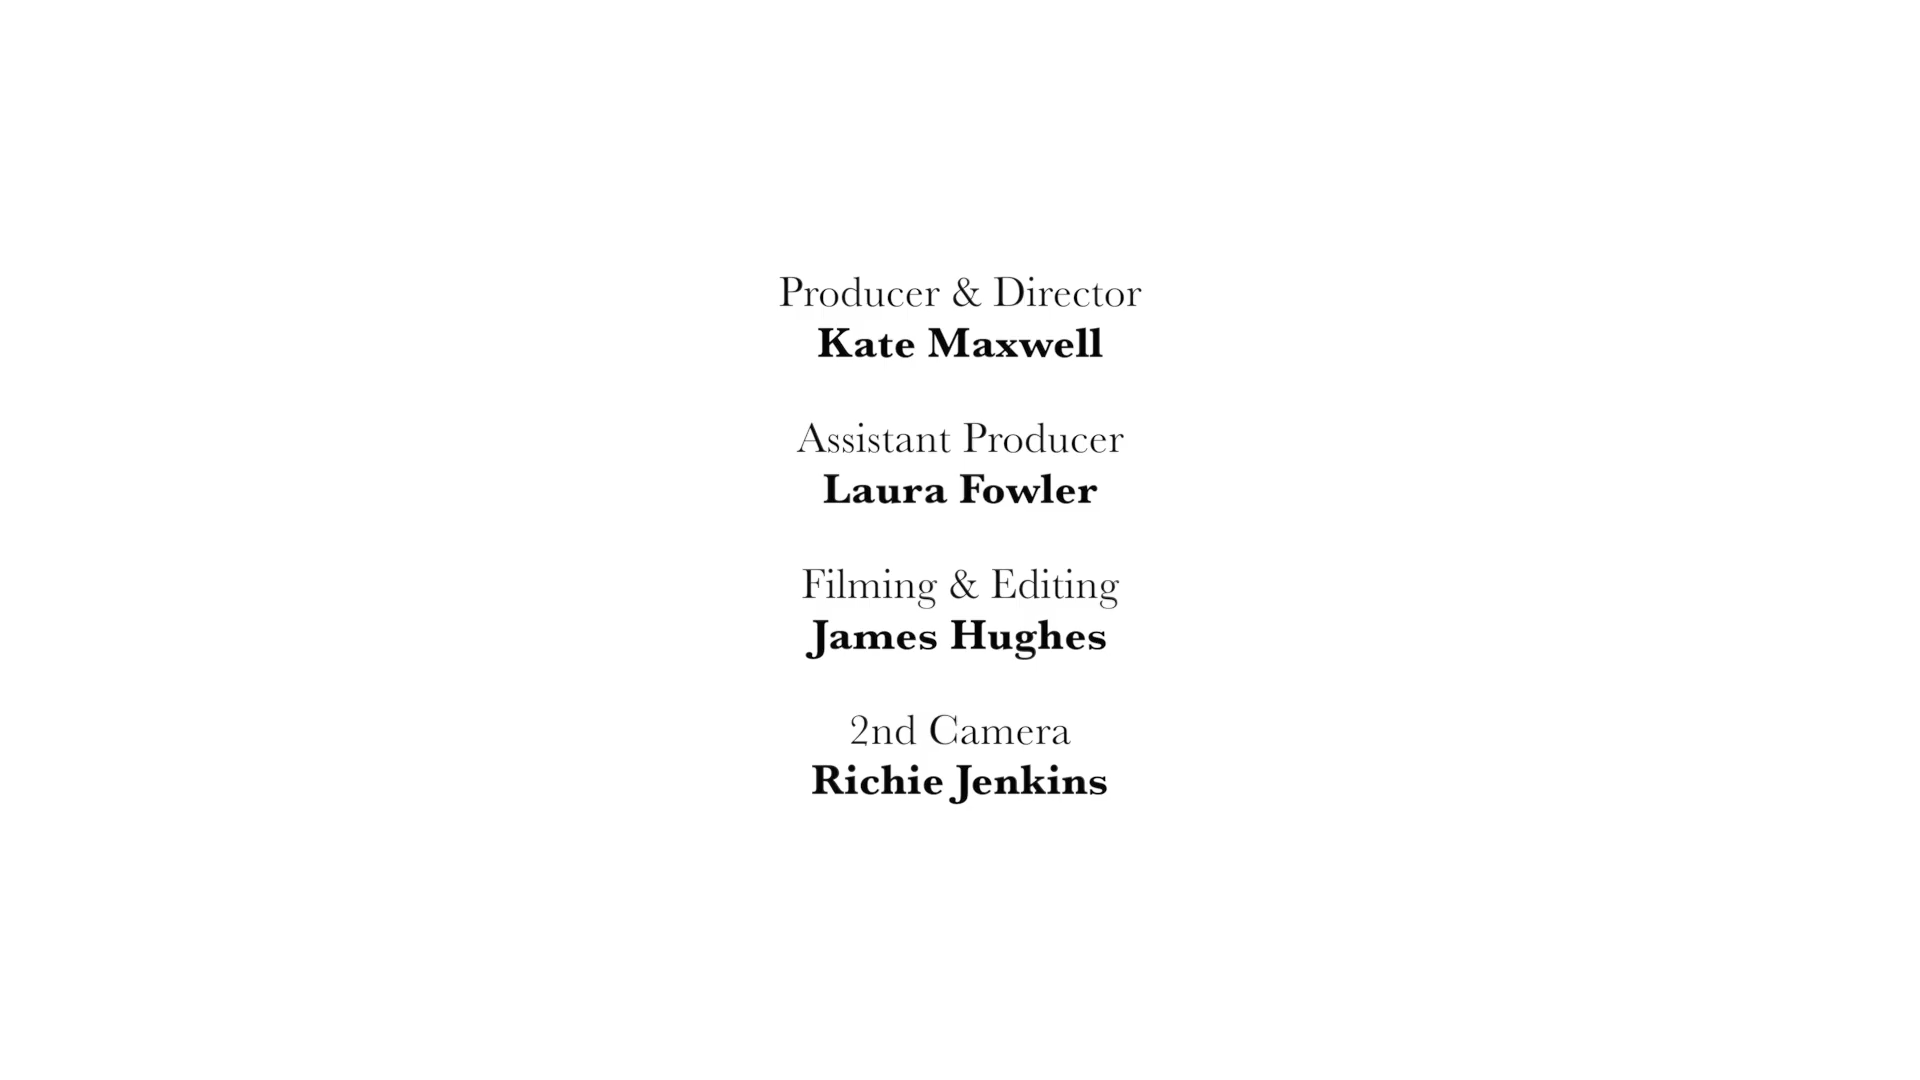 Producer & Director
Kate Maxwell
Assistant Producer
Laura Fowler
Filming & Editing
James Hughes
2nd Camera
Richie Jenkins